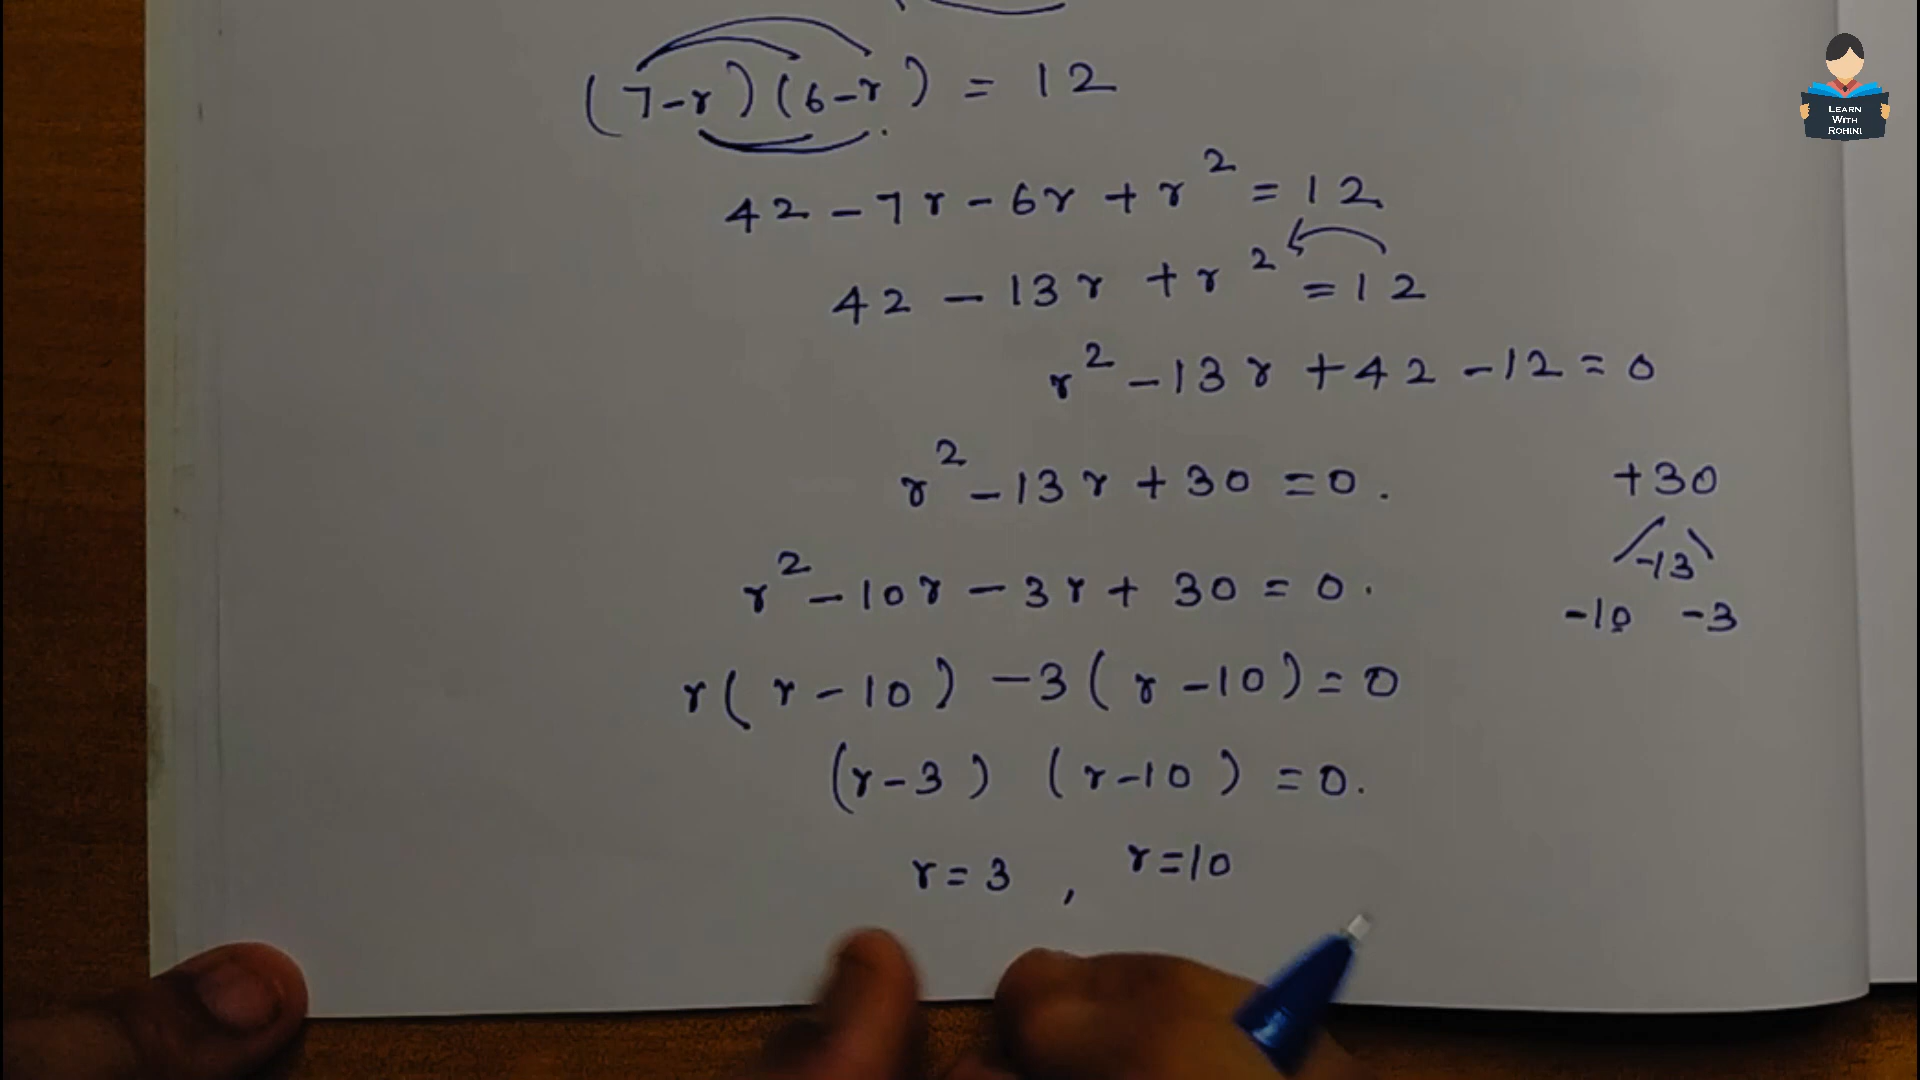 (7-r)(6-r) = 12
42 - 7r - 6r + r² = 12
42 - 13r + r² = 12
r² - 13r + 42 - 12 = 0
r² - 13r + 30 = 0.
r² - 10r - 3r + 30 = 0.
r(r-10) - 3(r-10) = 0
(r-3) (r-10) = 0.
r = 3 , r = 10
+30
-13
-10 -3
LEARN
WITH
ROHINI